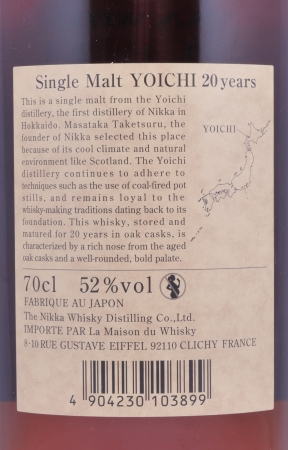 Single Malt YOICHI 20 years
This is a single malt from the Yoichi
distillery, the first distillery of Nikka in
Hokkaido. Masataka Taketsuru, the
founder of Nikka selected this place
because of its cool climate and natural
environment like Scotland. The Yoichi
distillery continues to adhere to
techniques such as the use of coal-fired pot
stills, and remains loyal to the
whisky-making traditions dating back to its
foundation. This whisky, stored and
matured for 20 years in oak casks, is
characterized by a rich nose from the aged
oak casks and a well-rounded, bold palate.
YOICHI
70cl 52%vol
FABRIQUE AU JAPON
The Nikka Whisky Distilling Co.,Ltd.
IMPORTE PAR La Maison du Whisky
8-10 RUE GUSTAVE EIFFEL 92110 CLICHY FRANCE
4 904230 103899